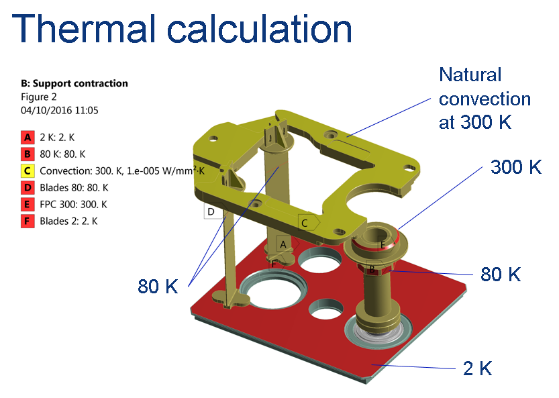 Thermal calculation
B: Support contraction
Figure 2
04/10/2016 11:05
A 2 K: 2. K
B 80 K: 80. K
C Convection: 300. K, 1.e-005 W/mm²·K
D Blades 80: 80. K
E FPC 300: 300. K
F Blades 2: 2. K
Natural
convection
at 300 K
300 K
D
C
A
E
F
B
80 K
80 K
2 K